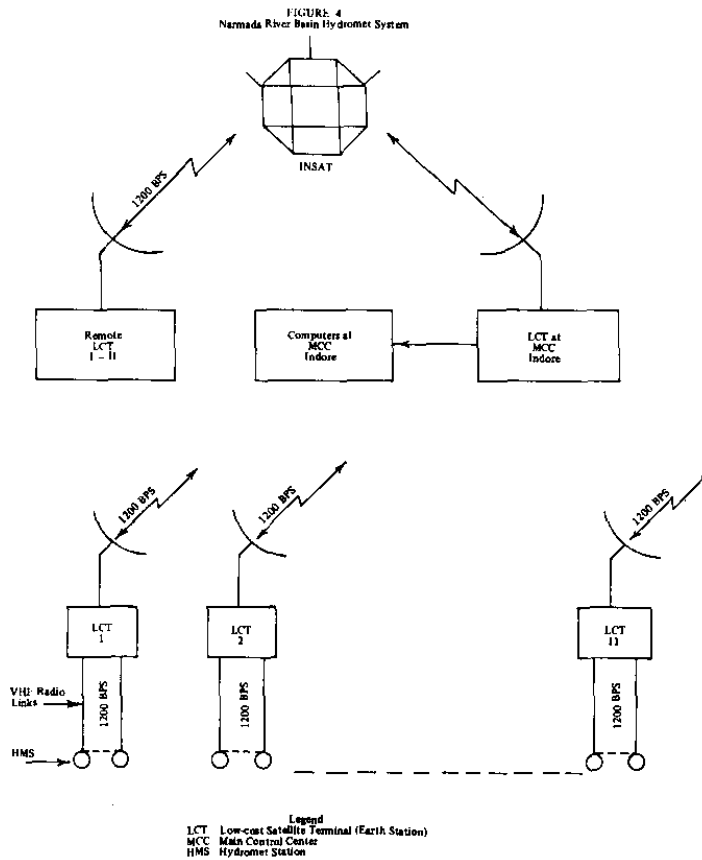 FIGURE 4
Narmada River Basin Hydromet System
INSAT
1200 BPS
Remote
LCT
1 - 11
Computers at
MCC
Indore
LCT at
MCC
Indore
1200 BPS
1200 BPS
1200 BPS
LCT
1
LCT
2
LCT
11
VHF Radio
Links
1200 BPS
1200 BPS
1200 BPS
HMS
Legend
LCT Low-cost Satellite Terminal (Earth Station)
MCC Main Control Center
HMS Hydromet Station